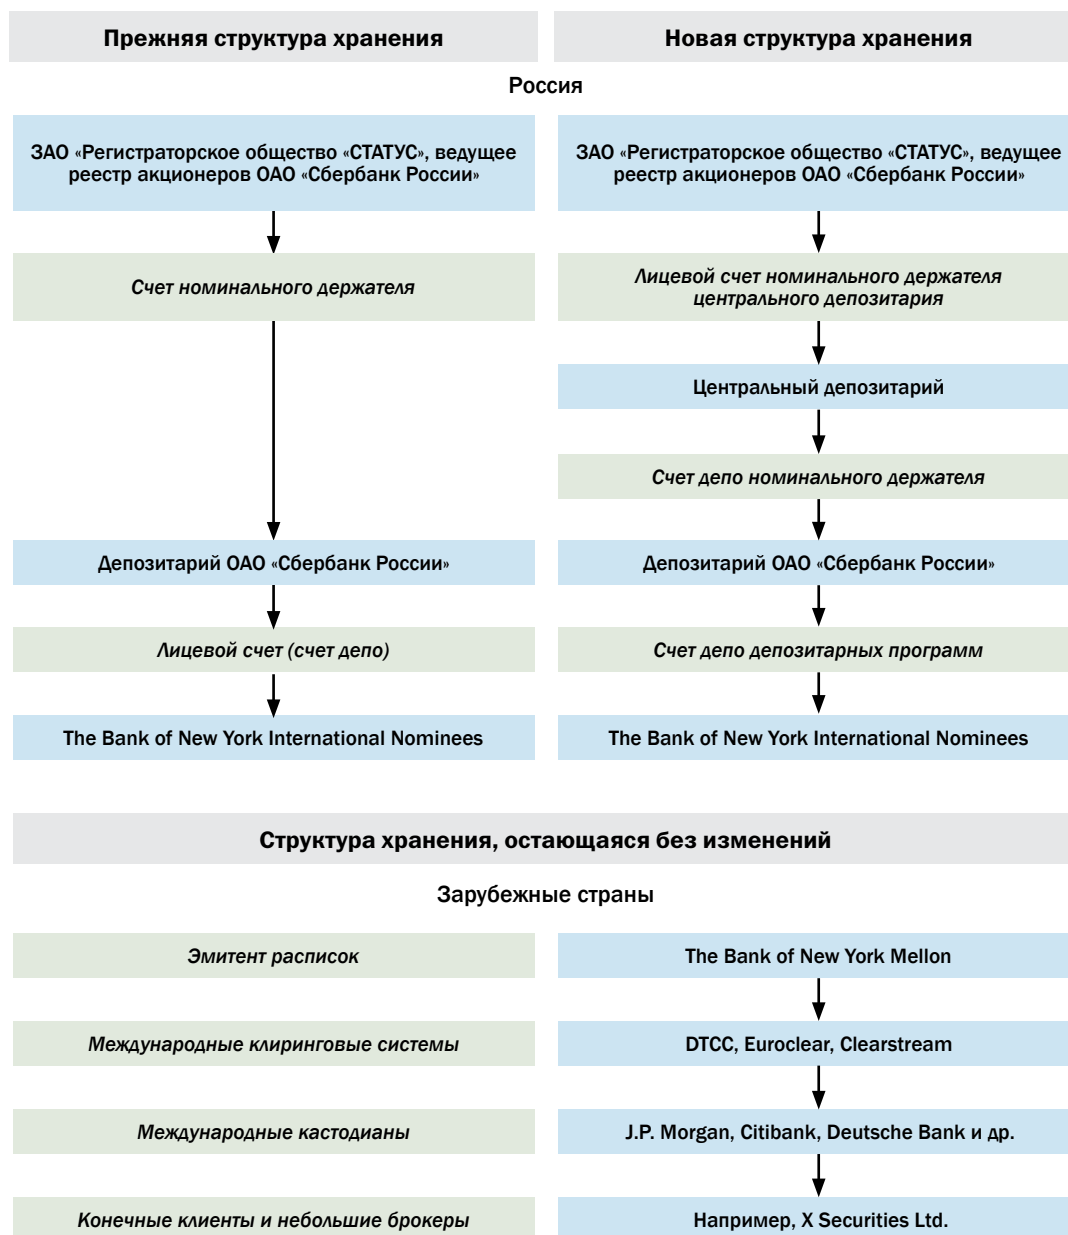 Прежняя структура хранения
Новая структура хранения
Россия
ЗАО «Регистраторское общество «СТАТУС», ведущее
реестр акционеров ОАО «Сбербанк России»
ЗАО «Регистраторское общество «СТАТУС», ведущее
реестр акционеров ОАО «Сбербанк России»
Счет номинального держателя
Лицевой счет номинального держателя
центрального депозитария
Центральный депозитарий
Счет депо номинального держателя
Депозитарий ОАО «Сбербанк России»
Депозитарий ОАО «Сбербанк России»
Лицевой счет (счет депо)
Счет депо депозитарных программ
The Bank of New York International Nominees
The Bank of New York International Nominees
Структура хранения, остающаяся без изменений
Зарубежные страны
Эмитент расписок
The Bank of New York Mellon
Международные клиринговые системы
DTCC, Euroclear, Clearstream
Международные кастодианы
J.P. Morgan, Citibank, Deutsche Bank и др.
Конечные клиенты и небольшие брокеры
Например, X Securities Ltd.